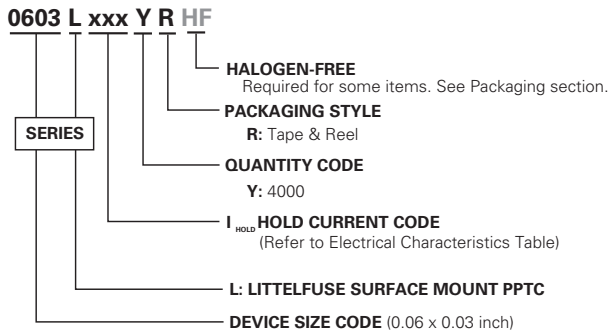 0603 L xxx Y R HF
HALOGEN-FREE
Required for some items. See Packaging section.
PACKAGING STYLE
R: Tape & Reel
SERIES
QUANTITY CODE
Y: 4000
I HOLD HOLD CURRENT CODE
(Refer to Electrical Characteristics Table)
L: LITTELFUSE SURFACE MOUNT PPTC
DEVICE SIZE CODE (0.06 x 0.03 inch)